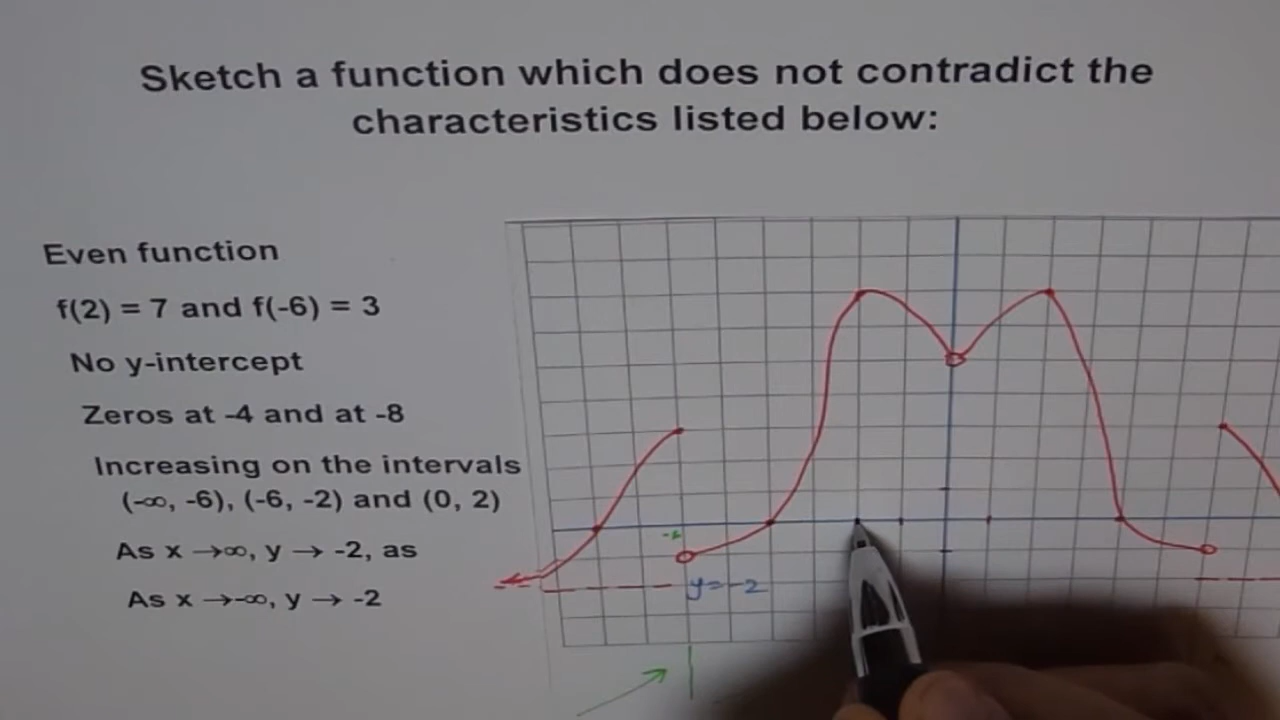 Sketch a function which does not contradict the
characteristics listed below:
Even function
f(2) = 7 and f(-6) = 3
No y-intercept
Zeros at -4 and at -8
Increasing on the intervals
(-∞, -6), (-6, -2) and (0, 2)
As x →∞, y → -2, as
As x →-∞, y → -2
y=-2